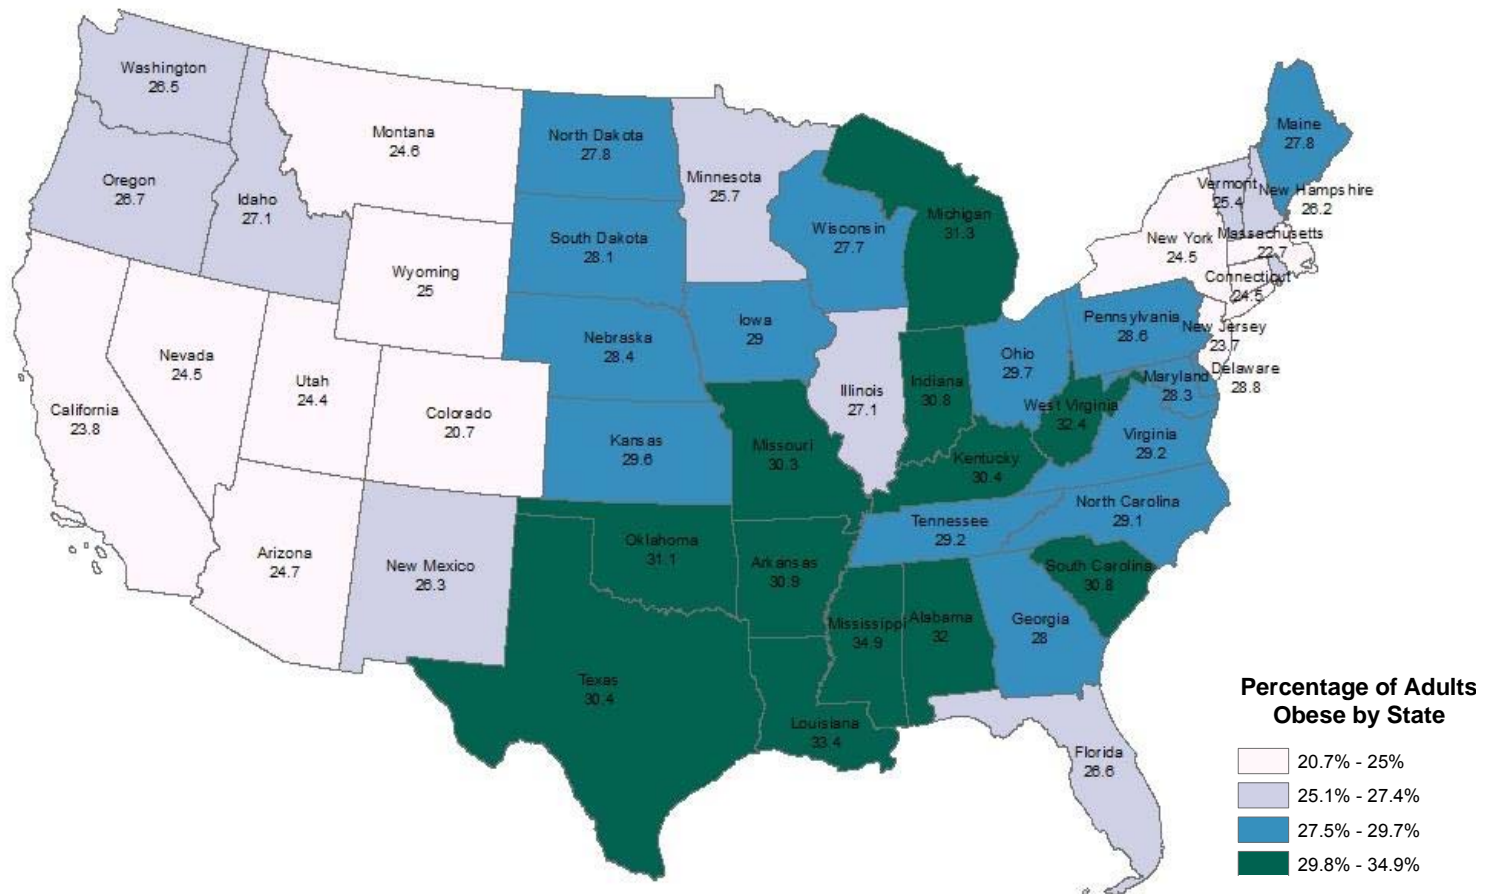 Washington
26.5
Oregon
26.7
Idaho
27.1
Montana
24.6
Wyoming
25
Nevada
24.5
Utah
24.4
California
23.8
Colorado
20.7
Arizona
24.7
New Mexico
26.3
North Dakota
27.8
South Dakota
28.1
Nebraska
28.4
Kansas
29.6
Oklahoma
31.1
Texas
30.4
Minnesota
25.7
Iowa
29
Missouri
30.3
Arkansas
30.9
Louisiana
33.4
Wisconsin
27.7
Illinois
27.1
Michigan
31.3
Indiana
30.8
Ohio
29.7
Kentucky
30.4
Tennessee
29.2
Mississippi
34.9
Alabama
32
Georgia
28
Florida
26.6
South Carolina
30.8
North Carolina
29.1
Virginia
29.2
West Virginia
32.4
Maryland
28.3
Delaware
28.8
Pennsylvania
28.6
New Jersey
23.7
New York
24.5
Connecticut
24.5
Massachusetts
22.7
Vermont
25.4
New Hampshire
26.2
Maine
27.8
Percentage of Adults
Obese by State
20.7% - 25%
25.1% - 27.4%
27.5% - 29.7%
29.8% - 34.9%